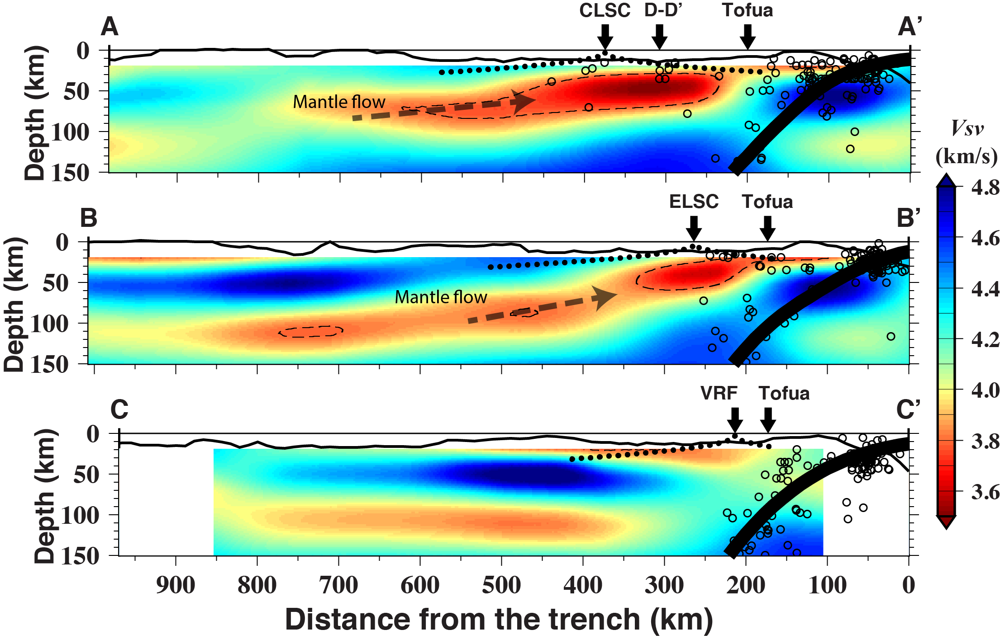 CLSC D-D’ Tofua
A A’
Depth (km)
0
50
100
150
Mantle flow
ELSC Tofua
B B’
Depth (km)
0
50
100
150
Mantle flow
VRF Tofua
C C’
Depth (km)
0
50
100
150
900 800 700 600 500 400 300 200 100 0
Distance from the trench (km)
Vsv
(km/s)
4.8
4.6
4.4
4.2
4.0
3.8
3.6